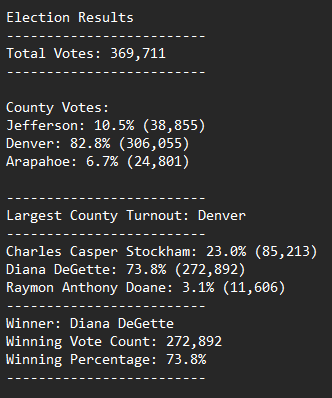 Election Results
-------------------------
Total Votes: 369,711
-------------------------
County Votes:
Jefferson: 10.5% (38,855)
Denver: 82.8% (306,055)
Arapahoe: 6.7% (24,801)
-------------------------
Largest County Turnout: Denver
-------------------------
Charles Casper Stockham: 23.0% (85,213)
Diana DeGette: 73.8% (272,892)
Raymon Anthony Doane: 3.1% (11,606)
-------------------------
Winner: Diana DeGette
Winning Vote Count: 272,892
Winning Percentage: 73.8%
-------------------------